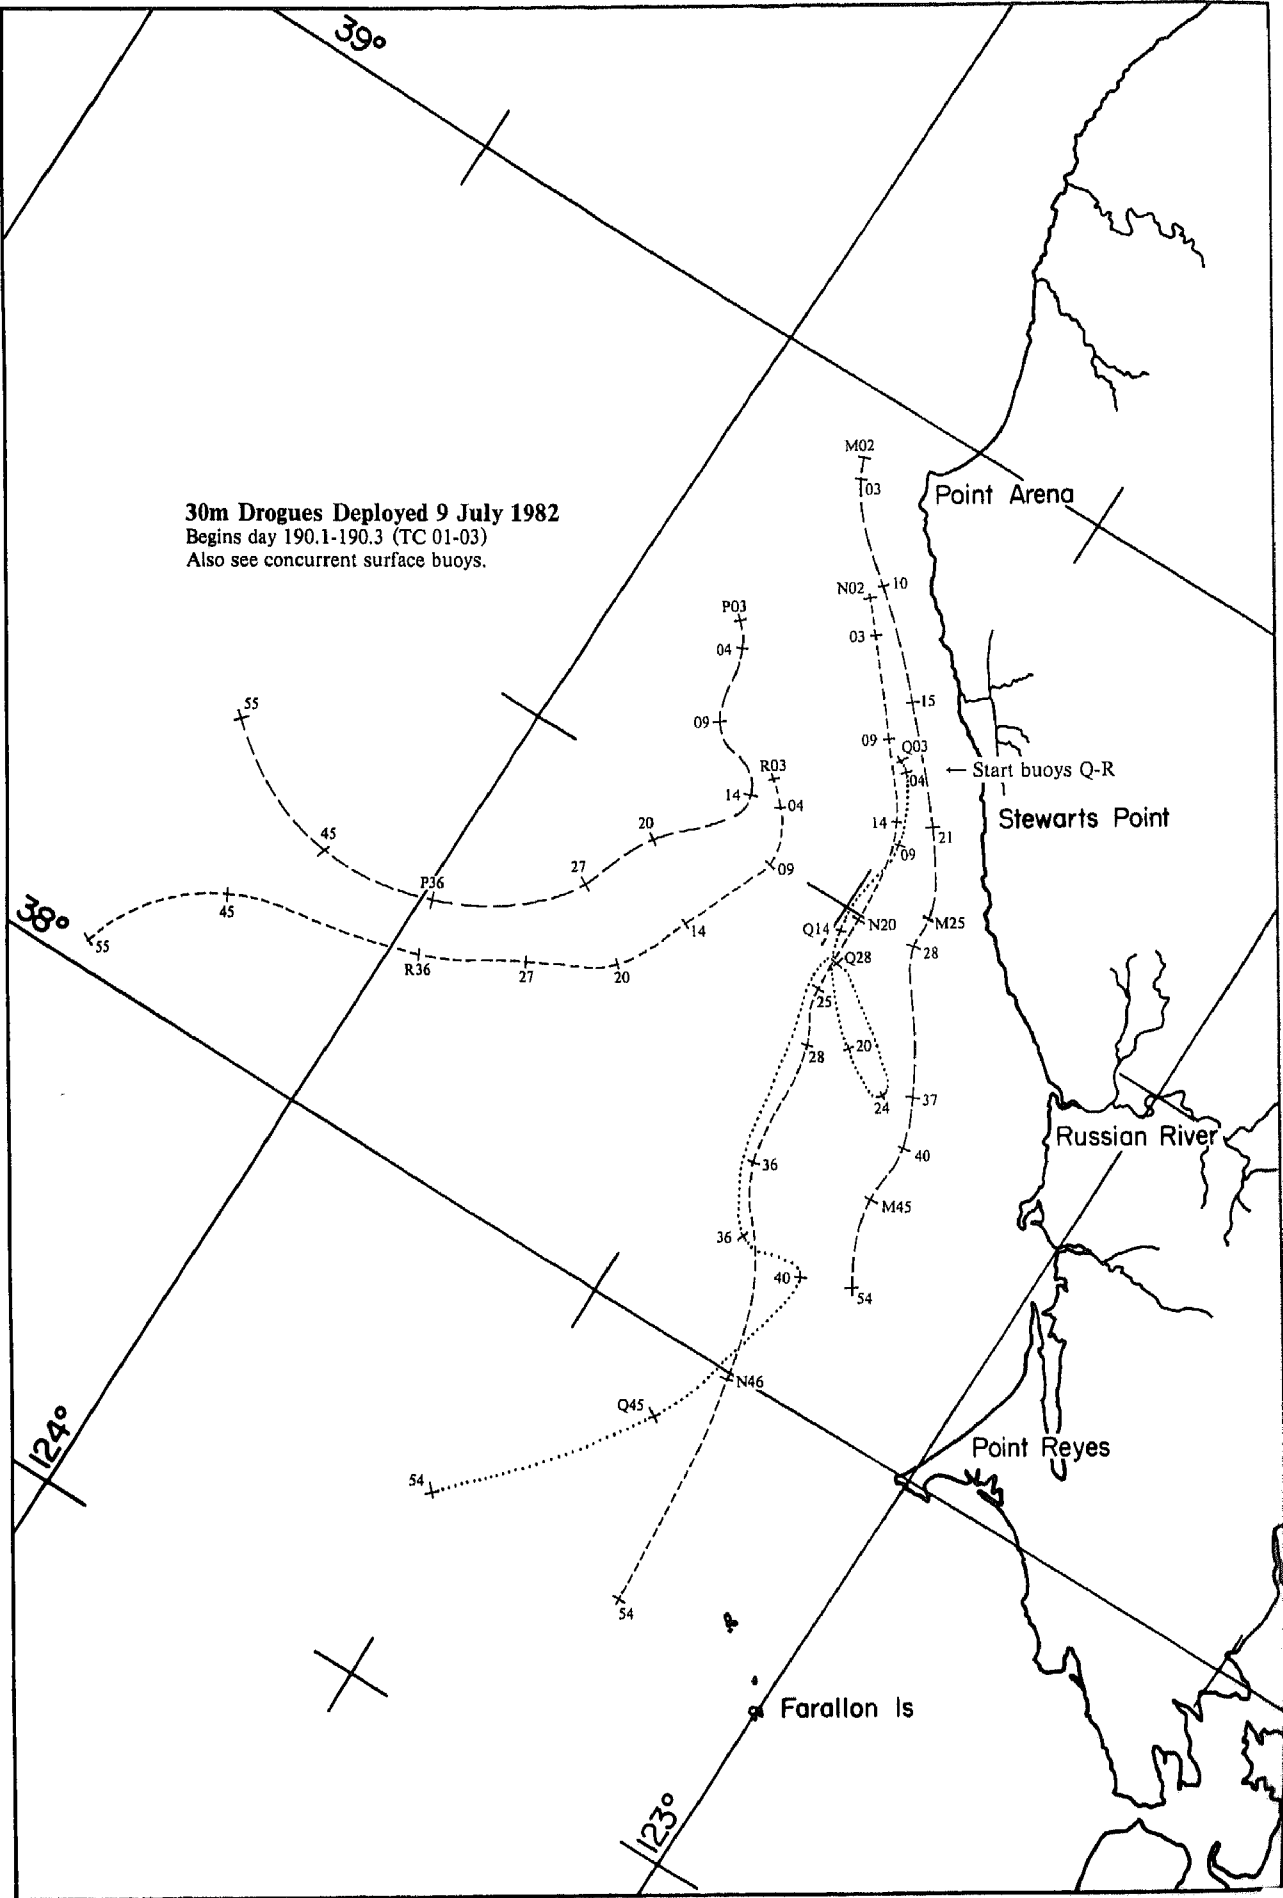 39°
M02
03
Point Arena
30m Drogues Deployed 9 July 1982
Begins day 190.1-190.3 (TC 01-03)
Also see concurrent surface buoys.
10
N02
P03
03
04
55
15
09
09
Q03
R03
04
← Start buoys Q-R
14
04
Stewarts Point
20
14
21
45
09
27
09
P36
38°
45
M25
N20
Q14
14
55
28
Q28
R36
27
20
25
28
20
37
24
Russian River
40
36
M45
36
40
54
N46
Q45
124°
Point Reyes
54
54
Farallon Is
123°